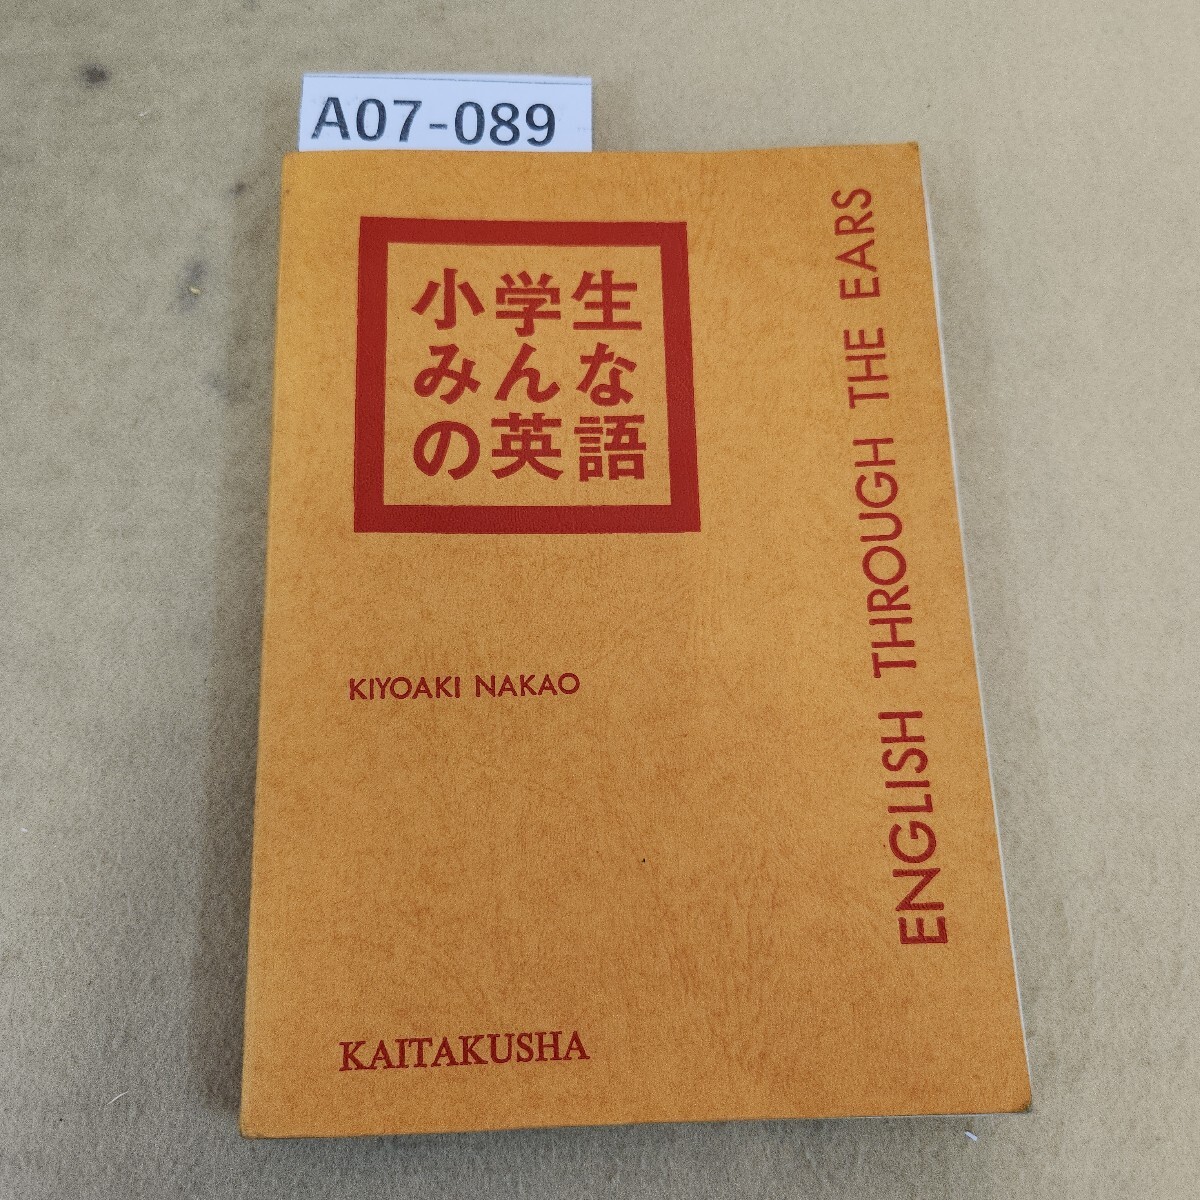 A07-089
小学生
みんな
の英語
ENGLISH THROUGH THE EARS
KIYOAKI NAKAO
KAITAKUSHA